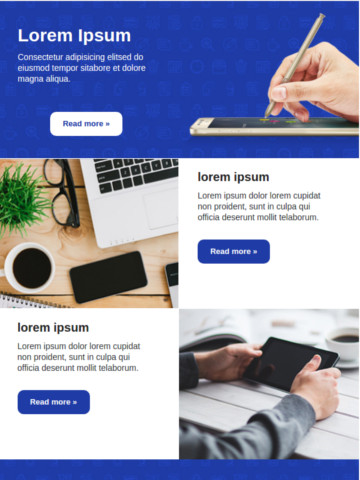 Lorem Ipsum
Consectetur adipisicing elitsed do
eiusmod tempor sitabore et dolore
magna aliqua.
Read more »
lorem ipsum
Lorem ipsum dolor lorem cupidat
non proident, sunt in culpa qui
officia deserunt mollit telaborum.
Read more »
lorem ipsum
Lorem ipsum dolor lorem cupidat
non proident, sunt in culpa qui
officia deserunt mollit telaborum.
Read more »